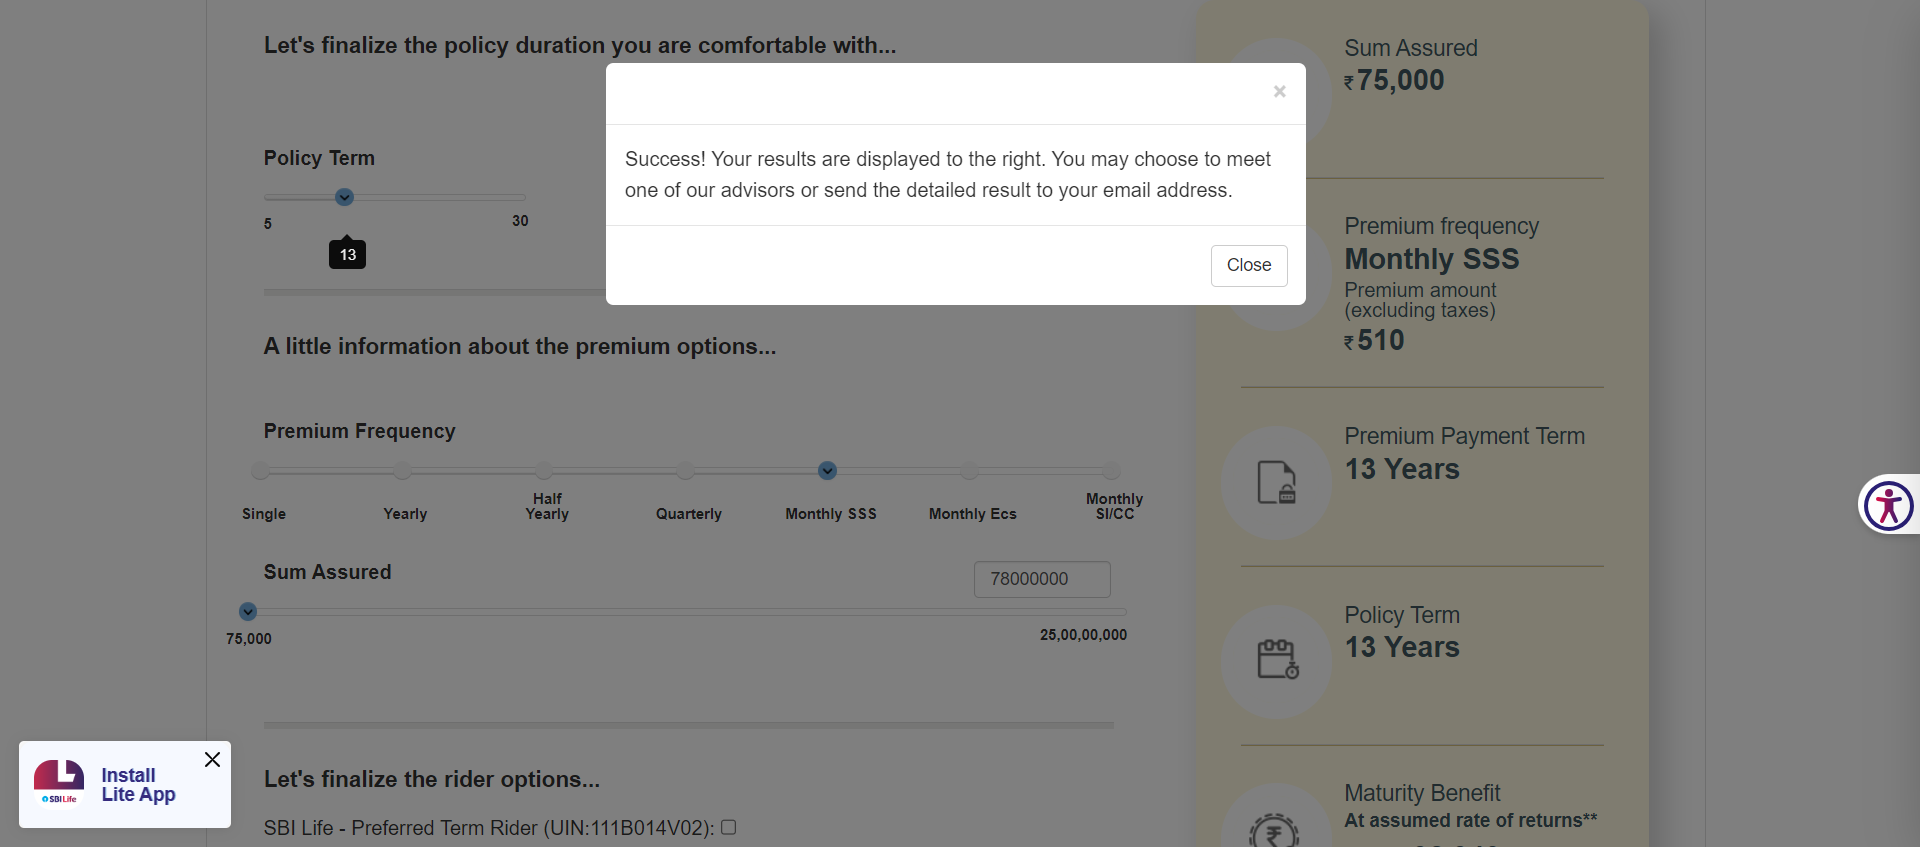 Let's finalize the policy duration you are comfortable with...
Policy Term
5
30
13
×
Success! Your results are displayed to the right. You may choose to meet
one of our advisors or send the detailed result to your email address.
Close
A little information about the premium options...
Premium Frequency
Single
Yearly
Half
Yearly
Quarterly
Monthly SSS
Monthly Ecs
Monthly
SI/CC
Sum Assured
78000000
75,000
25,00,00,000
Let's finalize the rider options...
SBI Life - Preferred Term Rider (UIN:111B014V02):
Sum Assured
₹75,000
Premium frequency
Monthly SSS
Premium amount
(excluding taxes)
₹510
Premium Payment Term
13 Years
Policy Term
13 Years
Maturity Benefit
At assumed rate of returns**
SBI Life
Install
Lite App